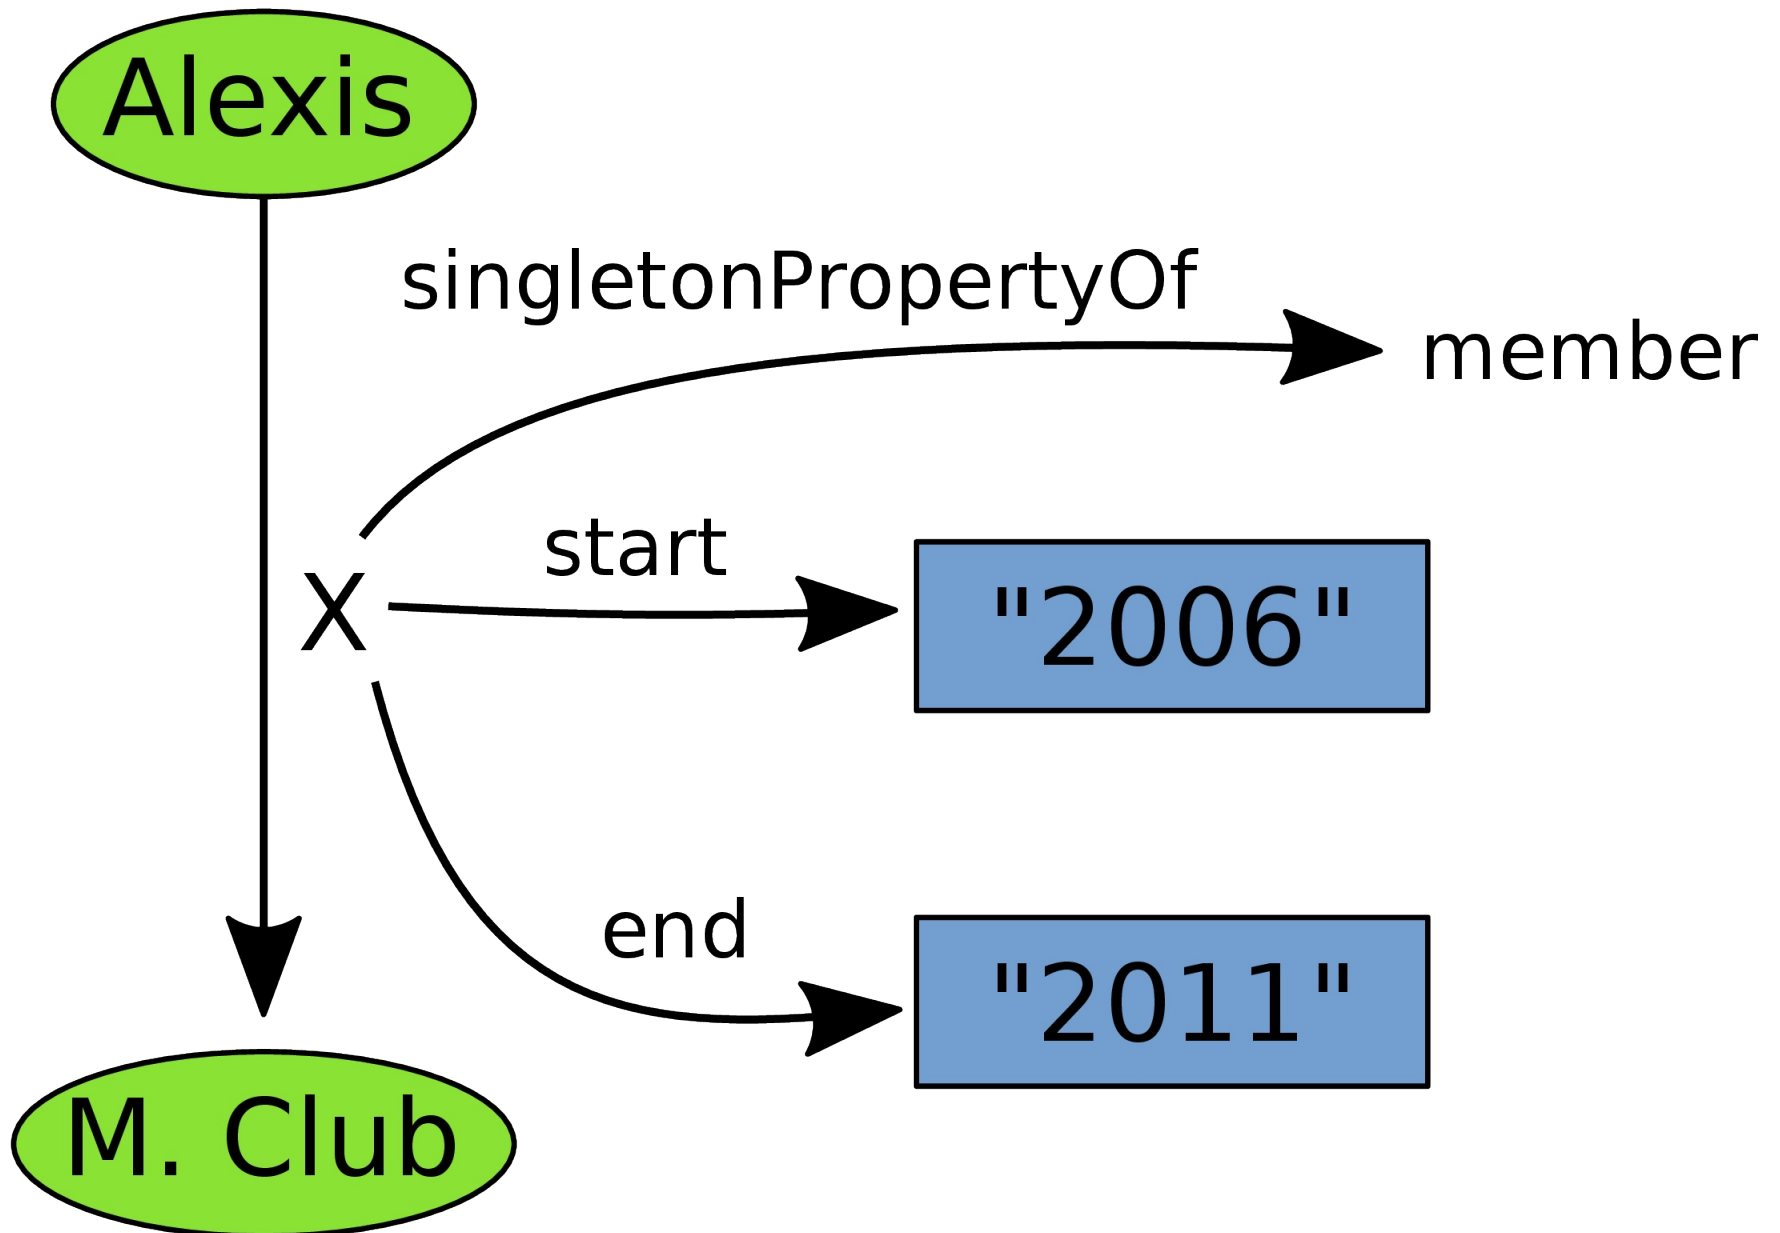 Alexis
singletonPropertyOf
member
start
X
"2006"
end
"2011"
M. Club